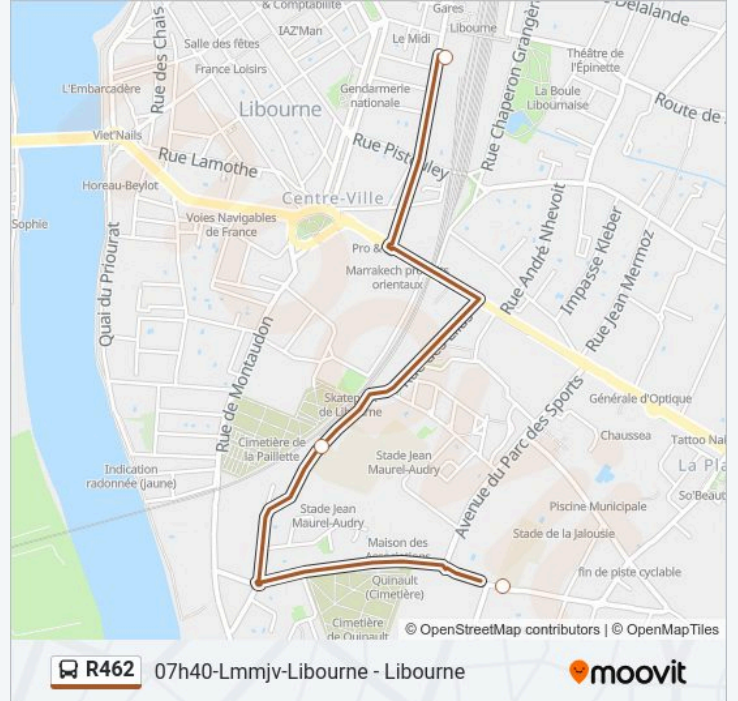 & Comptabilité
Gares
Libourne
Delalande
IAZ'Man
Le Midi
Rue des Chais
Salle des fêtes
France Loisirs
Rue Chaperon Grangère
Théâtre de
l'Épinette
L'Embarcadère
Gendarmerie
nationale
La Boule
Libournaise
Libourne
Route de
Viet'Nails
Rue Lamothe
Rue Pistouley
Horeau-Beylot
Centre-Ville
Sophie
Voies Navigables
de France
Quai du Priourat
Pro &
Marrakech
orientaux
Rue André Nhevoit
Impasse Kleber
Rue Jean Mermoz
Rue de Montaudon
Skatep
de Libourne
Générale d'Optique
Cimetière de
la Paillette
Stade Jean
Maurel-Audry
Avenue du Parc des Sports
Chaussea
Tattoo Nai
La Pla
Indication
radonnée (jaune)
So'Beaut
Stade Jean
Maurel-Audry
Piscine Municipale
Stade de la Jalousie
Maison des
Associations
fin de piste cyclable
Quinault
(Cimetière)
Cimetière
de Quinault
© OpenStreetMap contributors | © OpenMapTiles
R462 07h40-Lmmjv-Libourne - Libourne
moovit